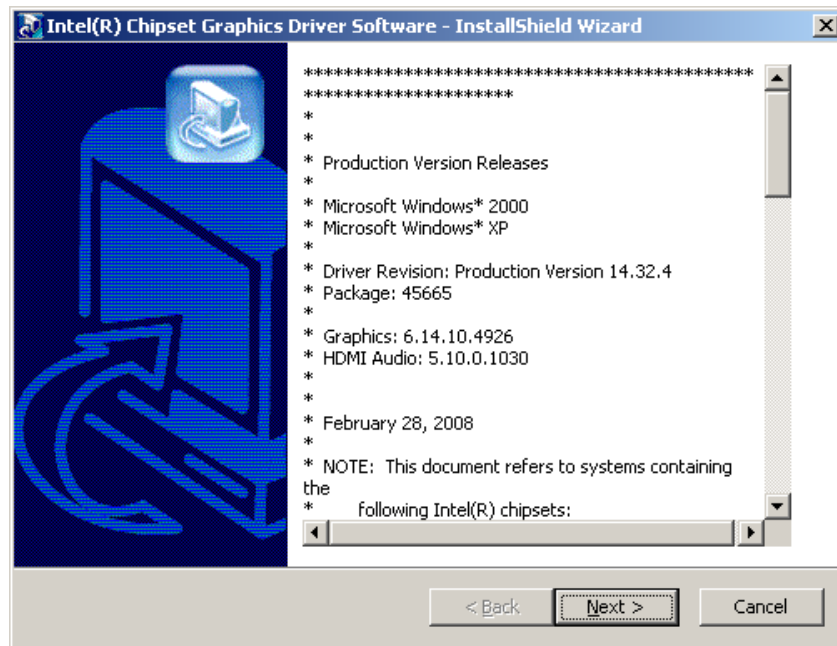 Intel(R) Chipset Graphics Driver Software - InstallShield Wizard
*********************************************
*********************
*
*
* Production Version Releases
*
* Microsoft Windows* 2000
* Microsoft Windows* XP
*
* Driver Revision: Production Version 14.32.4
* Package: 45665
*
* Graphics: 6.14.10.4926
* HDMI Audio: 5.10.0.1030
*
*
* February 28, 2008
*
* NOTE: This document refers to systems containing
the
* following Intel(R) chipsets:
< Back
Next >
Cancel